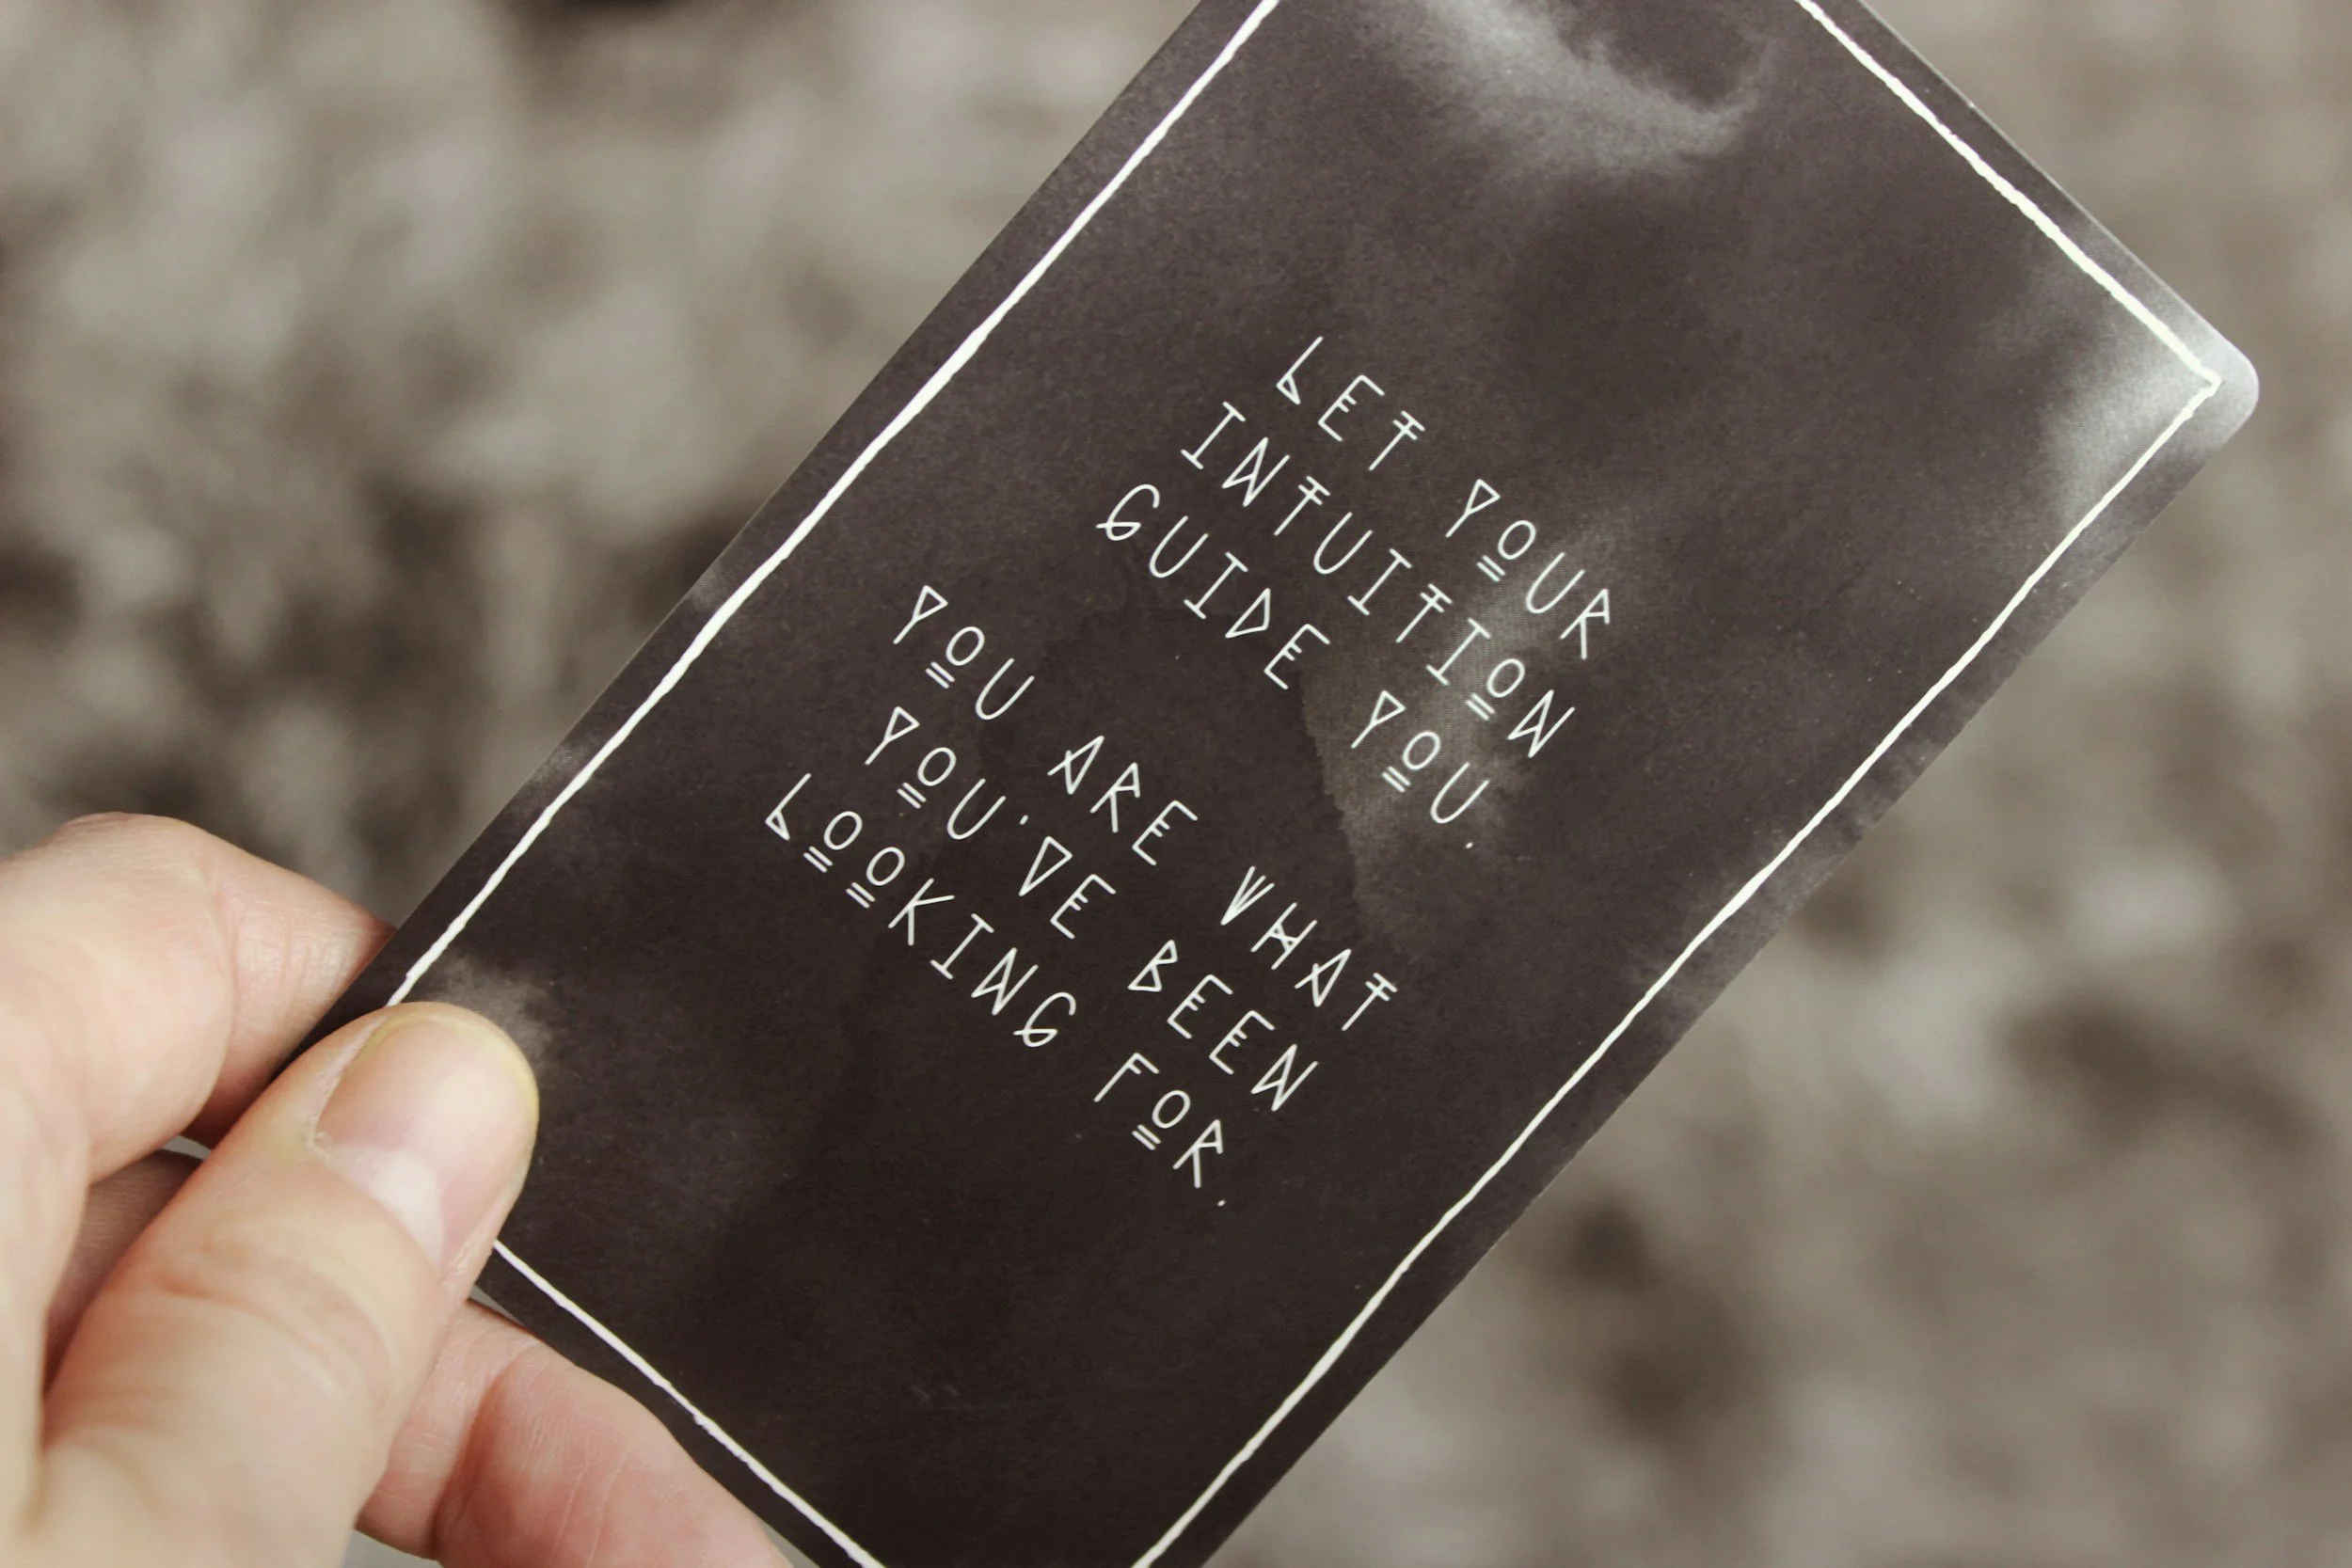 LET YOUR
INTUITION
GUIDE YOU.
YOU ARE WHAT
YOU'VE BEEN
LOOKING FOR.